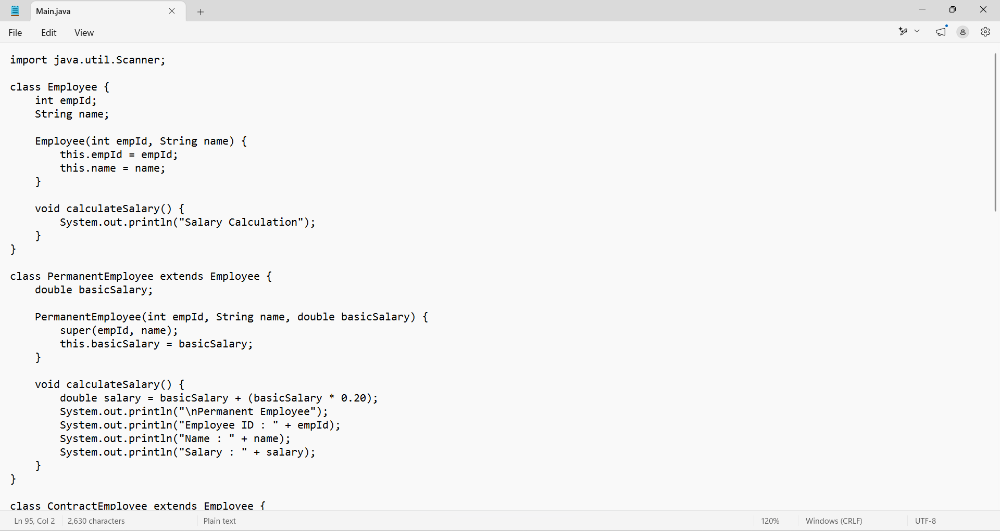 Main.java
File Edit View
import java.util.Scanner;

class Employee {
    int empId;
    String name;

    Employee(int empId, String name) {
        this.empId = empId;
        this.name = name;
    }

    void calculateSalary() {
        System.out.println("Salary Calculation");
    }
}

class PermanentEmployee extends Employee {
    double basicSalary;

    PermanentEmployee(int empId, String name, double basicSalary) {
        super(empId, name);
        this.basicSalary = basicSalary;
    }

    void calculateSalary() {
        double salary = basicSalary + (basicSalary * 0.20);
        System.out.println("\nPermanent Employee");
        System.out.println("Employee ID : " + empId);
        System.out.println("Name : " + name);
        System.out.println("Salary : " + salary);
    }
}

class ContractEmployee extends Employee {
Ln 95, Col 2 2,630 characters Plain text 120% Windows (CRLF) UTF-8